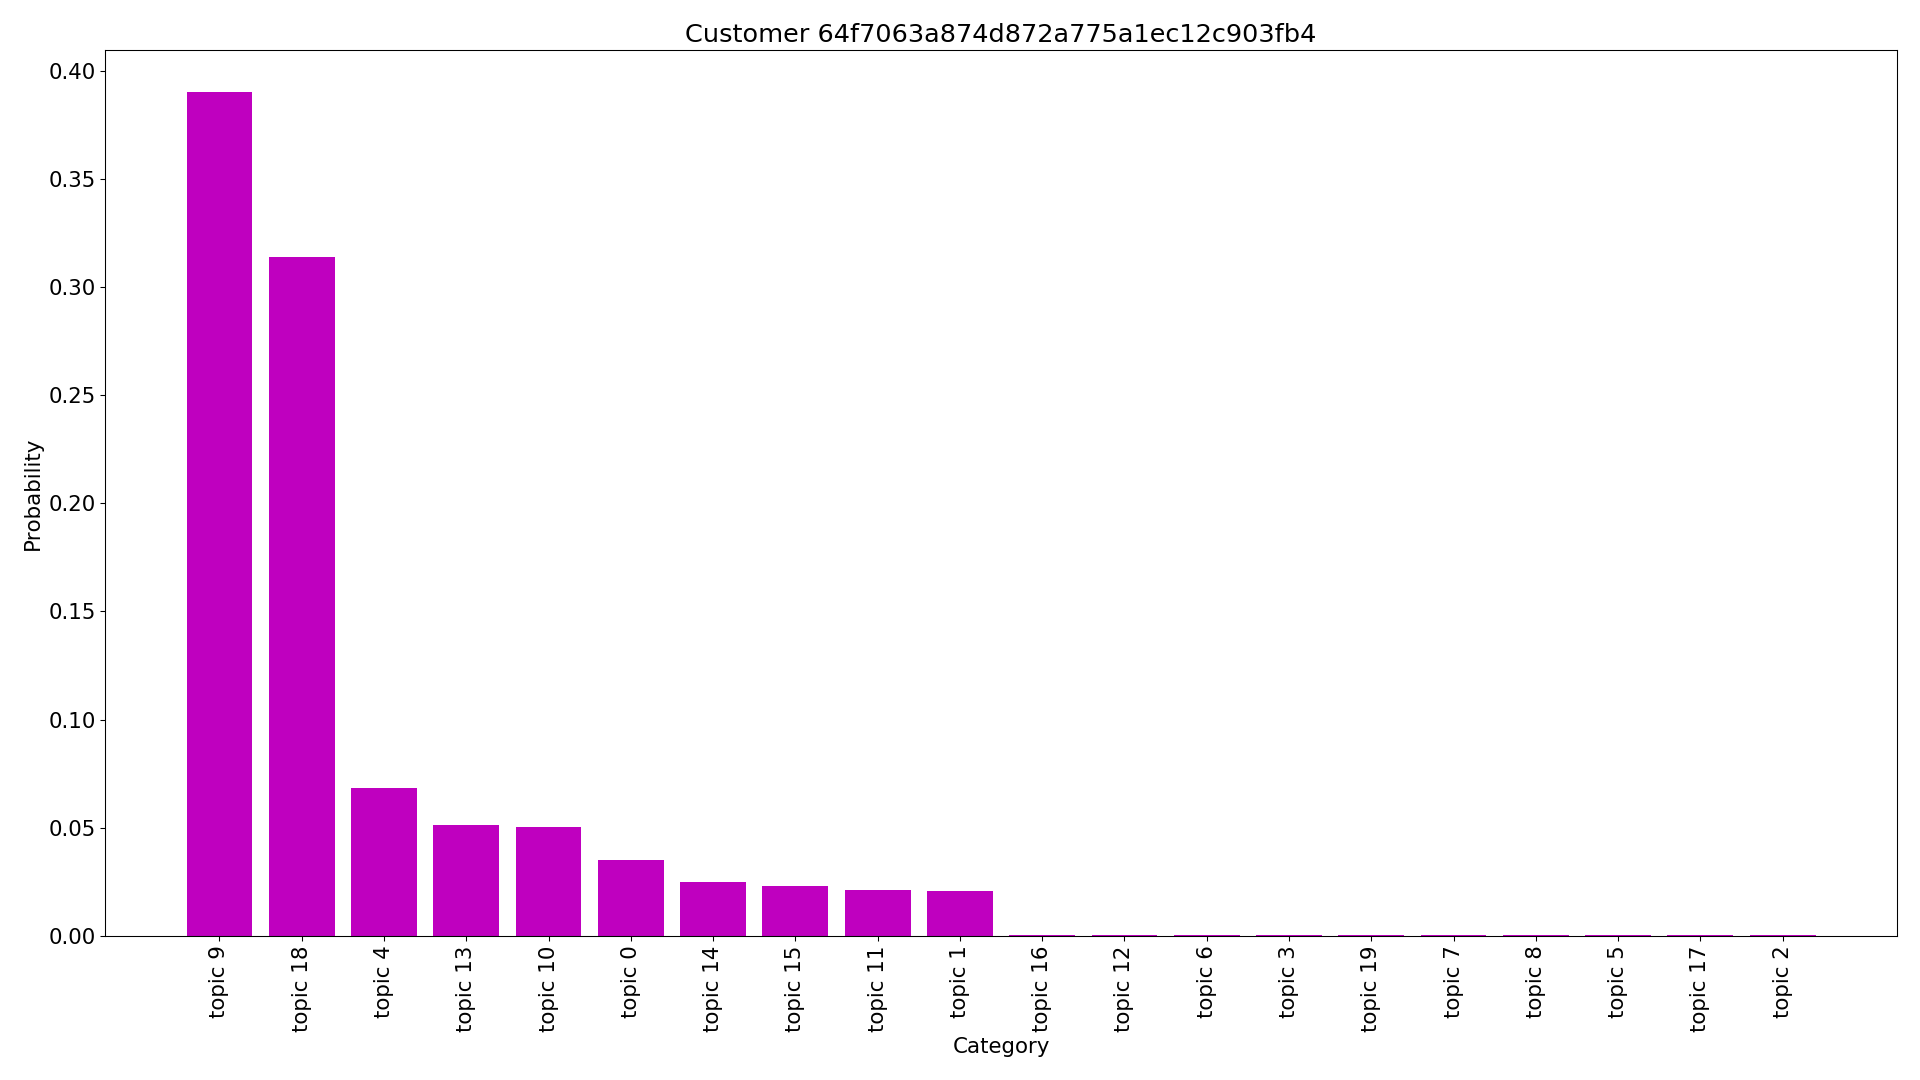 Customer 64f7063a874d872a775a1ec12c903fb4
0.40
0.35
0.30
0.25
0.20
0.15
0.10
0.05
0.00
Probability
topic 9
topic 18
topic 4
topic 13
topic 10
topic 0
topic 14
topic 15
topic 11
topic 1
topic 16
topic 12
topic 6
topic 3
topic 19
topic 7
topic 8
topic 5
topic 17
topic 2
Category